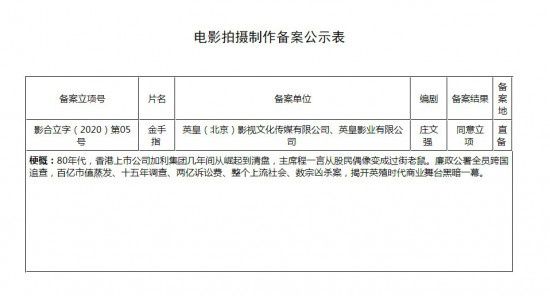 电影拍摄制作备案公示表
备案立项号 片名 备案单位 编剧 备案结果 备案地
影合立字（2020）第05号 金手指 英皇（北京）影视文化传媒有限公司、英皇影业有限公司 庄文强 同意立项 直备
梗概：80年代，香港上市公司加利集团几年间从崛起到清盘，主席程一言从股民偶像变成过街老鼠。廉政公署全员跨国
追查，百亿市值蒸发、十五年调查、两亿诉讼费、整个上流社会、数宗凶杀案，揭开英殖时代商业舞台黑暗一幕。